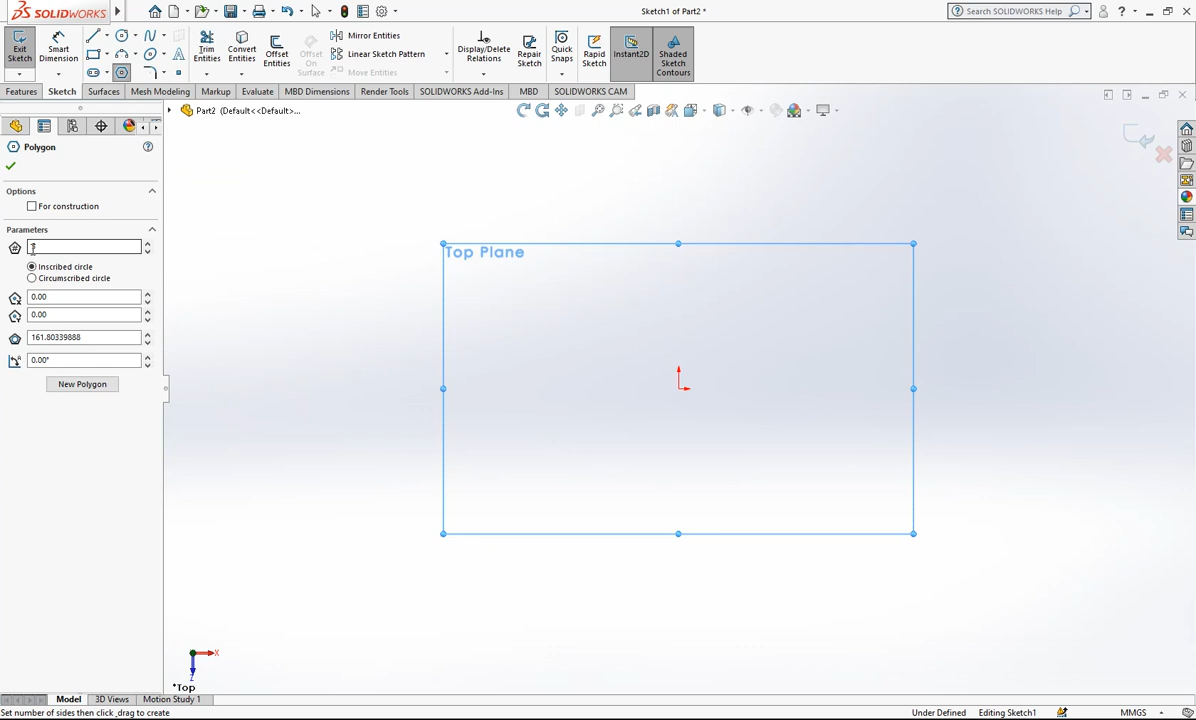 SOLIDWORKS
Sketch1 of Part2 *
Search SOLIDWORKS Help
Exit Sketch
Smart Dimension
Trim Entities
Convert Entities
Offset Entities
Offset On Surface
Mirror Entities
Linear Sketch Pattern
Move Entities
Display/Delete Relations
Repair Sketch
Quick Snaps
Rapid Sketch
Instant2D
Shaded Sketch Contours
Features Sketch Surfaces Mesh Modeling Markup Evaluate MBD Dimensions Render Tools SOLIDWORKS Add-Ins MBD SOLIDWORKS CAM
Part2 (Default<<Default>...
Polygon
Options
For construction
Parameters
Inscribed circle
Circumscribed circle
0.00
0.00
161.80339888
0.00°
New Polygon
Top Plane
X
Z
*Top
Model 3D Views Motion Study 1
Set number of sides then click _drag to create
Under Defined Editing Sketch1 MMGS